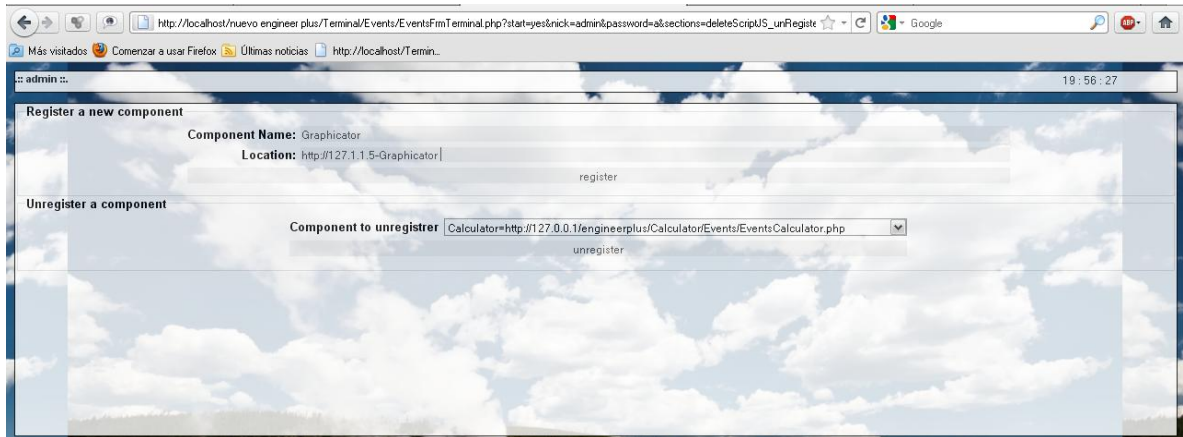 http://localhost/nuevo engineer plus/Terminal/Events/EventsFrmTerminal.php?start=yes&nick=admin&password=a&sections=deleteScriptJS_unRegiste
Google
ABP
Más visitados Comenzar a usar Firefox Últimas noticias http://localhost/Termin...
.:: admin ::.
19 : 56 : 27
Register a new component
Component Name: Graphicator
Location: http://127.1.1.5-Graphicator
register
Unregister a component
Component to unregistrer Calculator=http://127.0.0.1/engineerplus/Calculator/Events/EventsCalculator.php
unregister